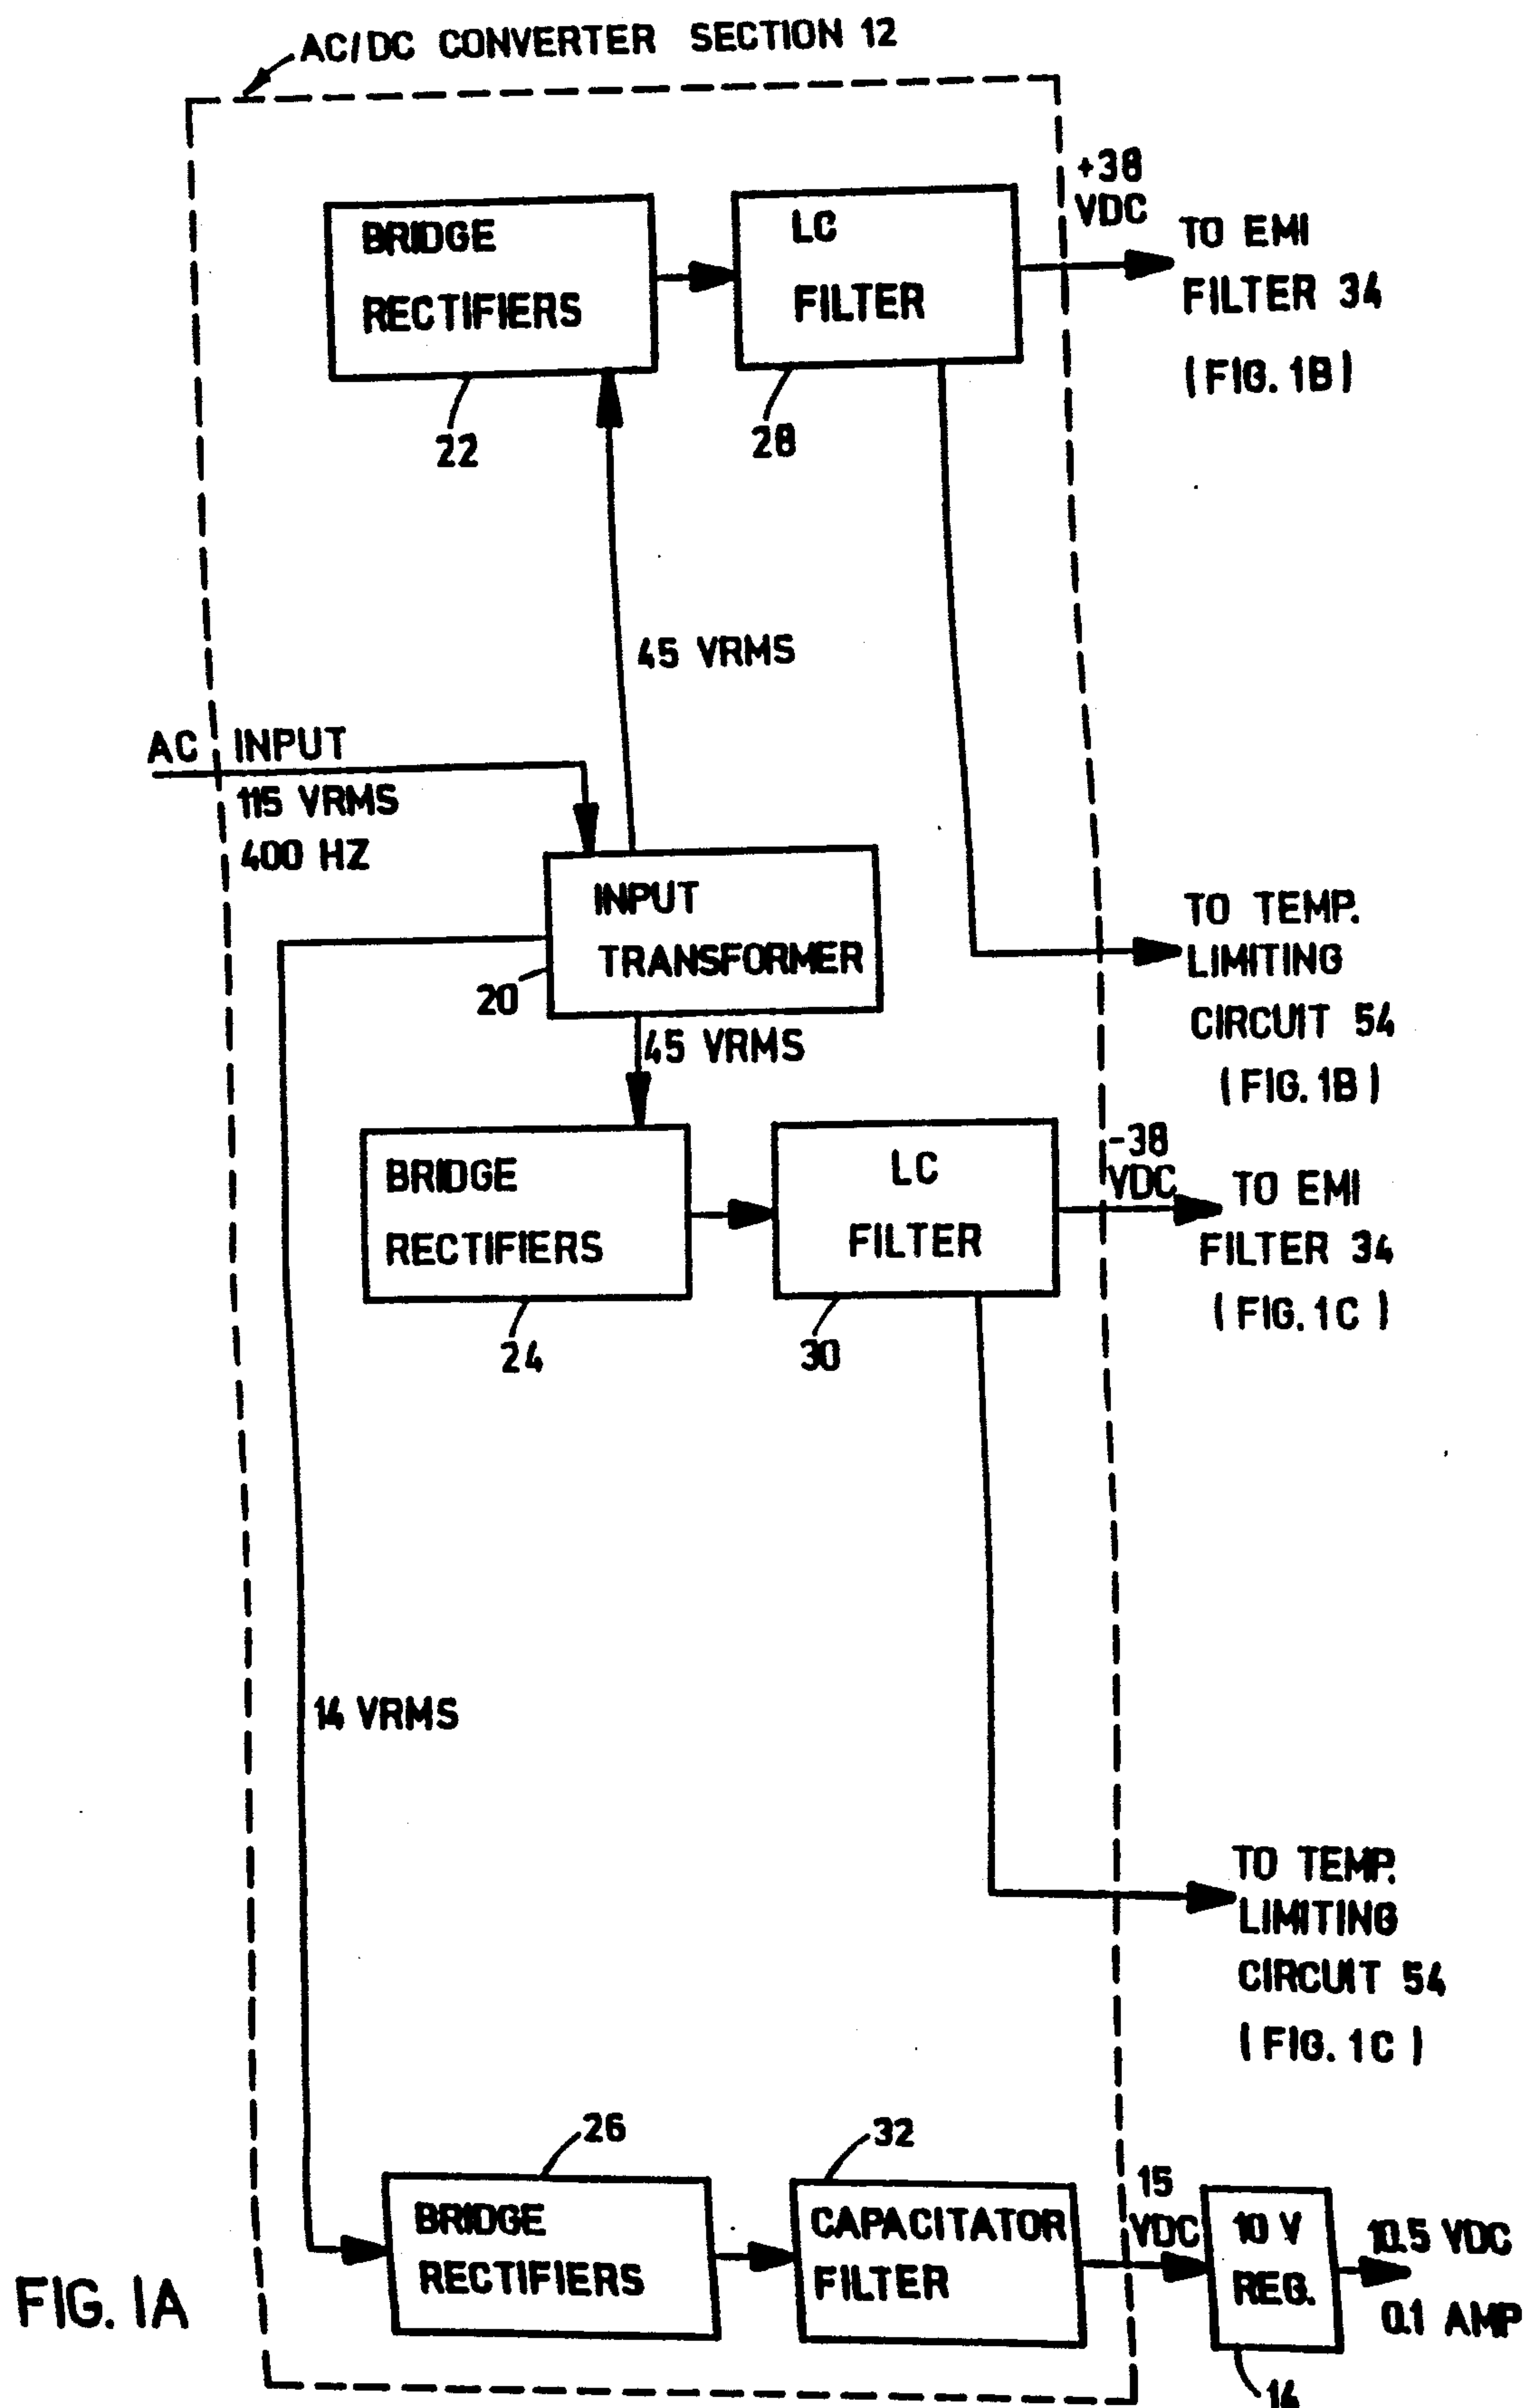 AC/DC CONVERTER SECTION 12
BRIDGE
RECTIFIERS
22
LC
FILTER
28
+38
VDC
TO EMI
FILTER 34
(FIG. 1B)
45 VRMS
AC INPUT
115 VRMS
400 HZ
INPUT
TRANSFORMER
20
TO TEMP.
LIMITING
CIRCUIT 54
(FIG. 1B)
45 VRMS
BRIDGE
RECTIFIERS
24
LC
FILTER
30
-38
VDC
TO EMI
FILTER 34
(FIG. 1C)
14 VRMS
TO TEMP.
LIMITING
CIRCUIT 54
(FIG. 1C)
26
BRIDGE
RECTIFIERS
32
CAPACITATOR
FILTER
15
VDC
10 V
REG.
14
10.5 VDC
0.1 AMP
FIG. 1A